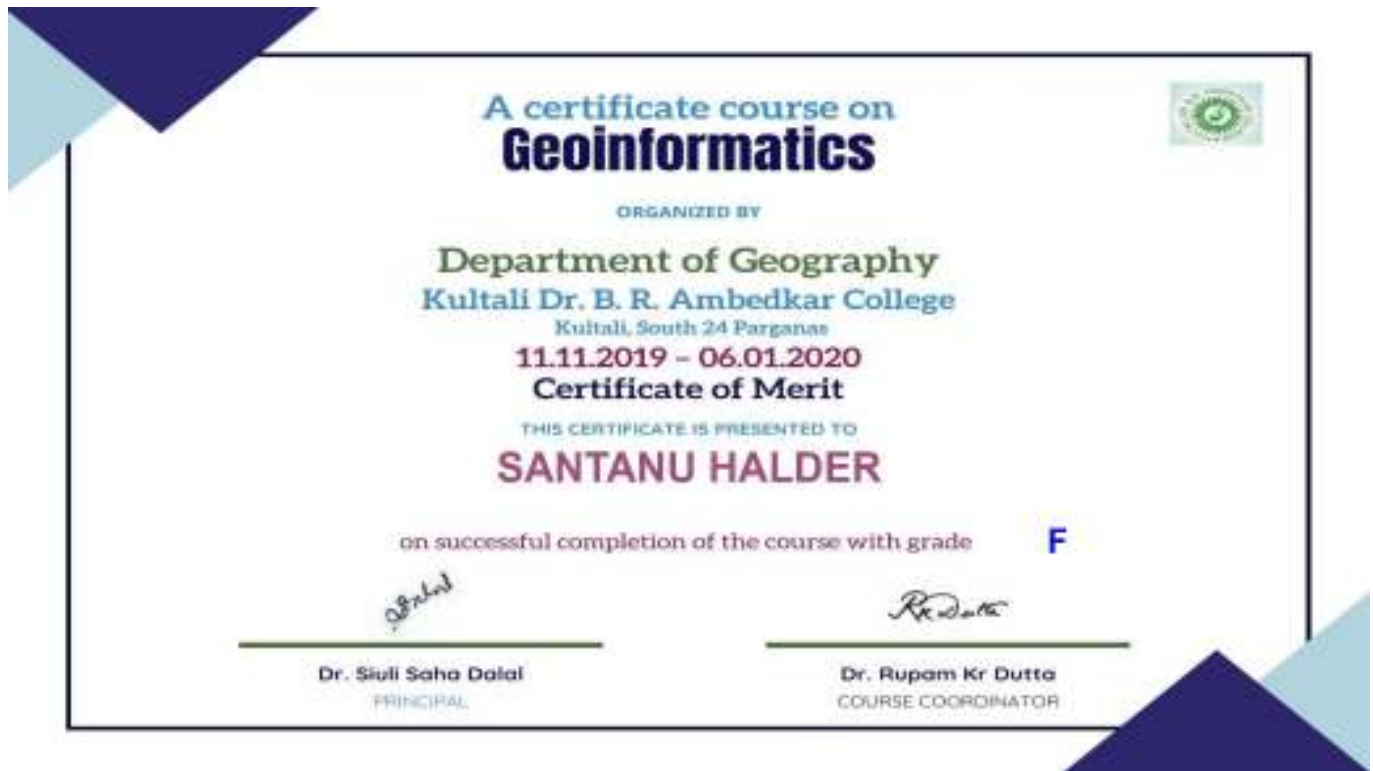 A certificate course on
Geoinformatics
ORGANIZED BY
Department of Geography
Kultali Dr. B. R. Ambedkar College
Kultali, South 24 Parganas
11.11.2019 – 06.01.2020
Certificate of Merit
THIS CERTIFICATE IS PRESENTED TO
SANTANU HALDER
on successful completion of the course with grade F
RK Dutta
Dr. Siuli Saha Dalal Dr. Rupam Kr Dutta
PRINCIPAL COURSE COORDINATOR